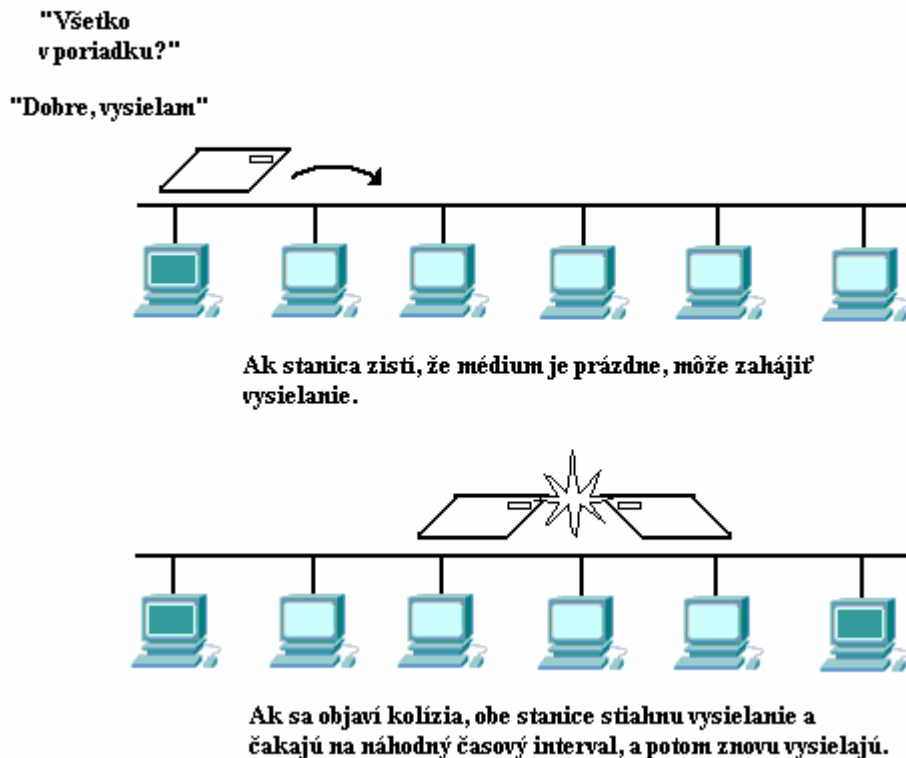 "Všetko
v poriadku?"
"Dobre, vysielam"
Ak stanica zistí, že médium je prázdne, môže zahájiť
vysielanie.
Ak sa objaví kolízia, obe stanice stiahnu vysielanie a
čakajú na náhodný časový interval, a potom znovu vysielajú.